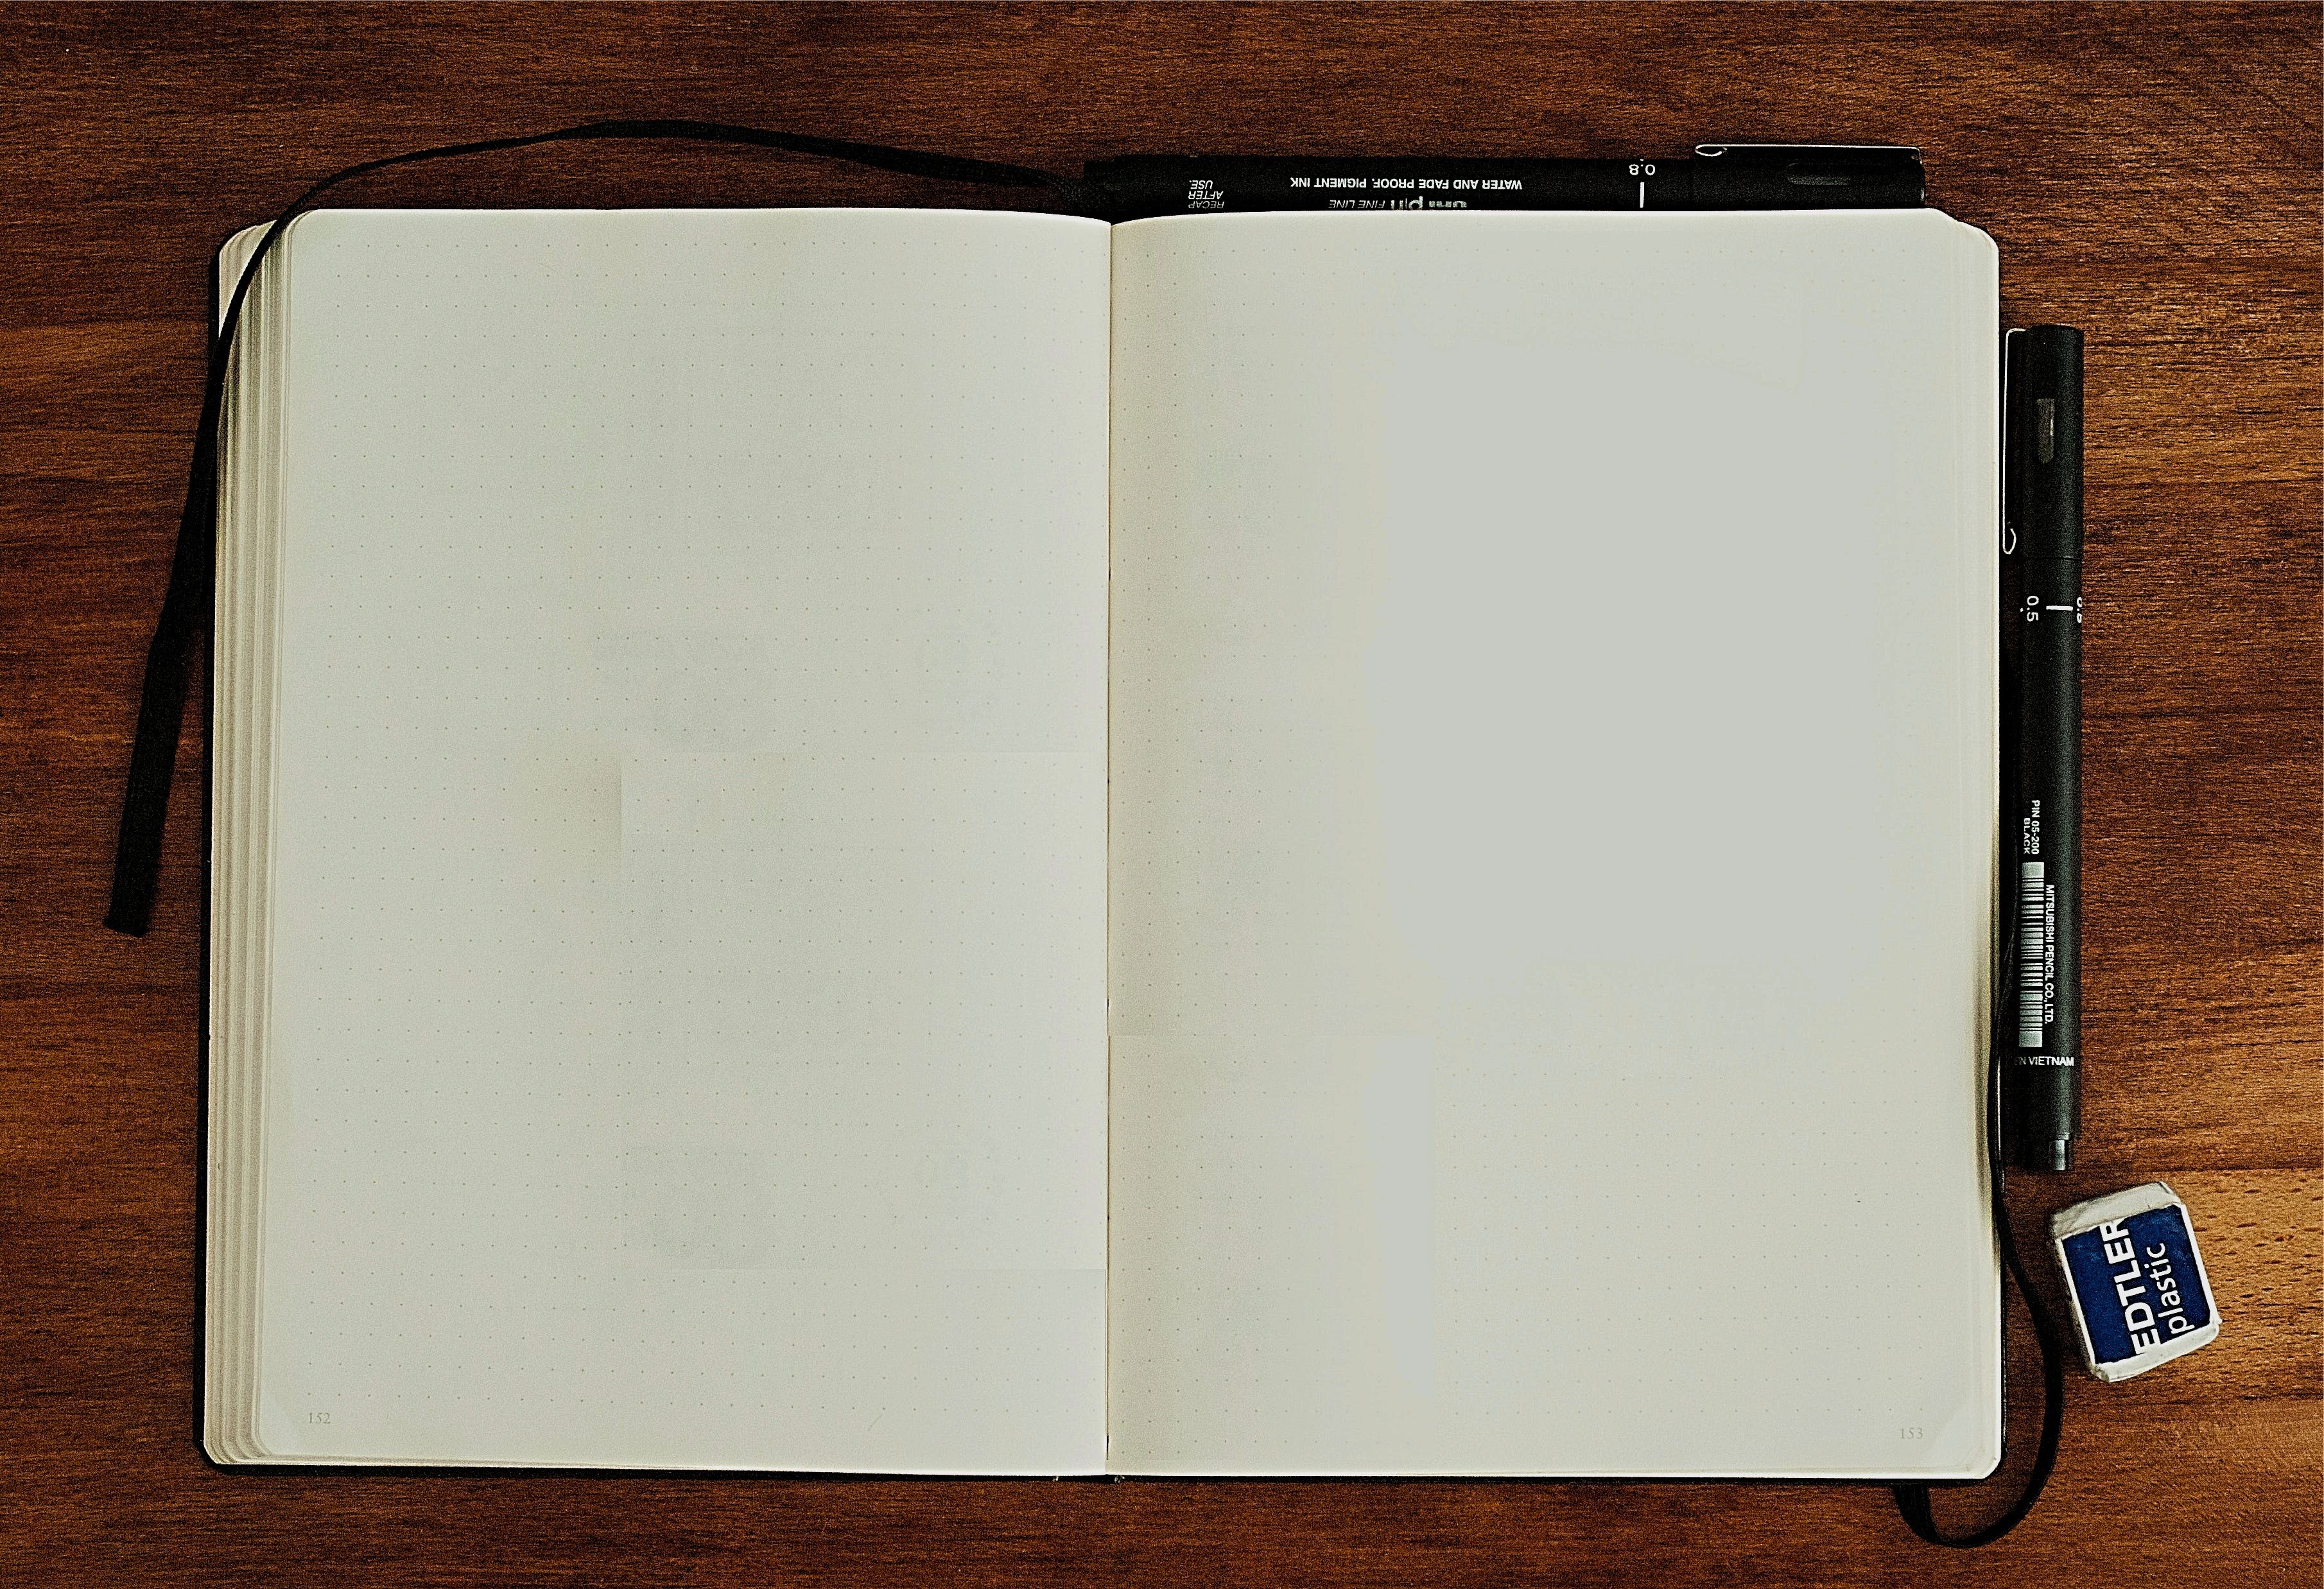 WATER AND FADE PROOF, PIGMENT INK
uni pin FINE LINE
RECAP
AFTER
USE.
0.8
0.5
PIN 05-200
BLACK
MITSUBISHI PENCIL CO., LTD.
VIETNAM
EDTLER
plastic
152
153